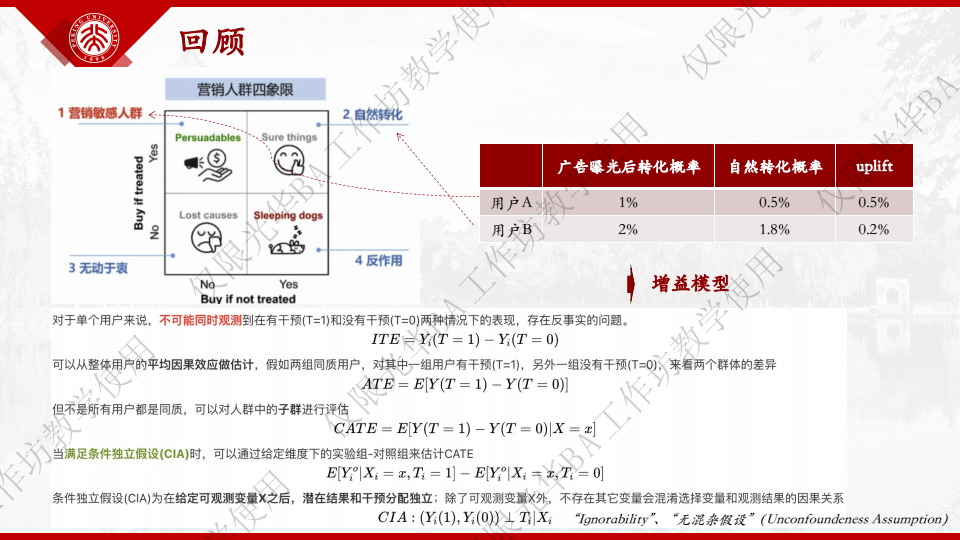 PEKING UNIVERSITY
1898
回顾
营销人群四象限
1 营销敏感人群
2 自然转化
Persuadables
Sure things
Buy if treated
Yes
No
Lost causes
Sleeping dogs
3 无动于衷
4 反作用
No
Yes
Buy if not treated
广告曝光后转化概率 自然转化概率 uplift
用户A 1% 0.5% 0.5%
用户B 2% 1.8% 0.2%
增益模型
对于单个用户来说，不可能同时观测到在有干预(T=1)和没有干预(T=0)两种情况下的表现，存在反事实的问题。
ITE = Y_i(T = 1) − Y_i(T = 0)
可以从整体用户的平均因果效应做估计，假如两组同质用户，对其中一组用户有干预(T=1)，另外一组没有干预(T=0)，来看两个群体的差异
ATE = E[Y(T = 1) − Y(T = 0)]
但不是所有用户都是同质，可以对人群中的子群进行评估
CATE = E[Y(T = 1) − Y(T = 0)|X = x]
当满足条件独立假设(CIA)时，可以通过给定维度下的实验组-对照组来估计CATE
E[Y_i^o|X_i = x, T_i = 1] − E[Y_i^o|X_i = x, T_i = 0]
条件独立假设(CIA)为在给定可观测变量X之后，潜在结果和干预分配独立；除了可观测变量X外，不存在其它变量会混淆选择变量和观测结果的因果关系
CIA : (Y_i(1), Y_i(0)) ⊥ T_i|X_i “Ignorability”、“无混杂假设”(Unconfoundeness Assumption)
仅限光华BA工作坊教学使用